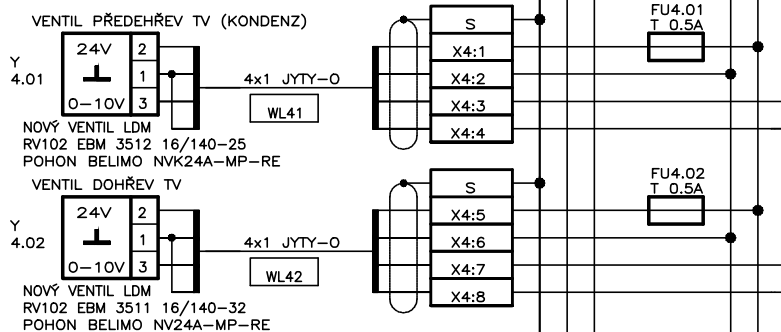 VENTIL PŘEDEHŘEV TV (KONDENZ)
Y
4.01
24V
0-10V
2
1
3
4x1 JYTY-O
WL41
S
X4:1
X4:2
X4:3
X4:4
FU4.01
T 0.5A
NOVÝ VENTIL LDM
RV102 EBM 3512 16/140-25
POHON BELIMO NVK24A-MP-RE
VENTIL DOHŘEV TV
Y
4.02
24V
0-10V
2
1
3
4x1 JYTY-O
WL42
S
X4:5
X4:6
X4:7
X4:8
FU4.02
T 0.5A
NOVÝ VENTIL LDM
RV102 EBM 3511 16/140-32
POHON BELIMO NV24A-MP-RE